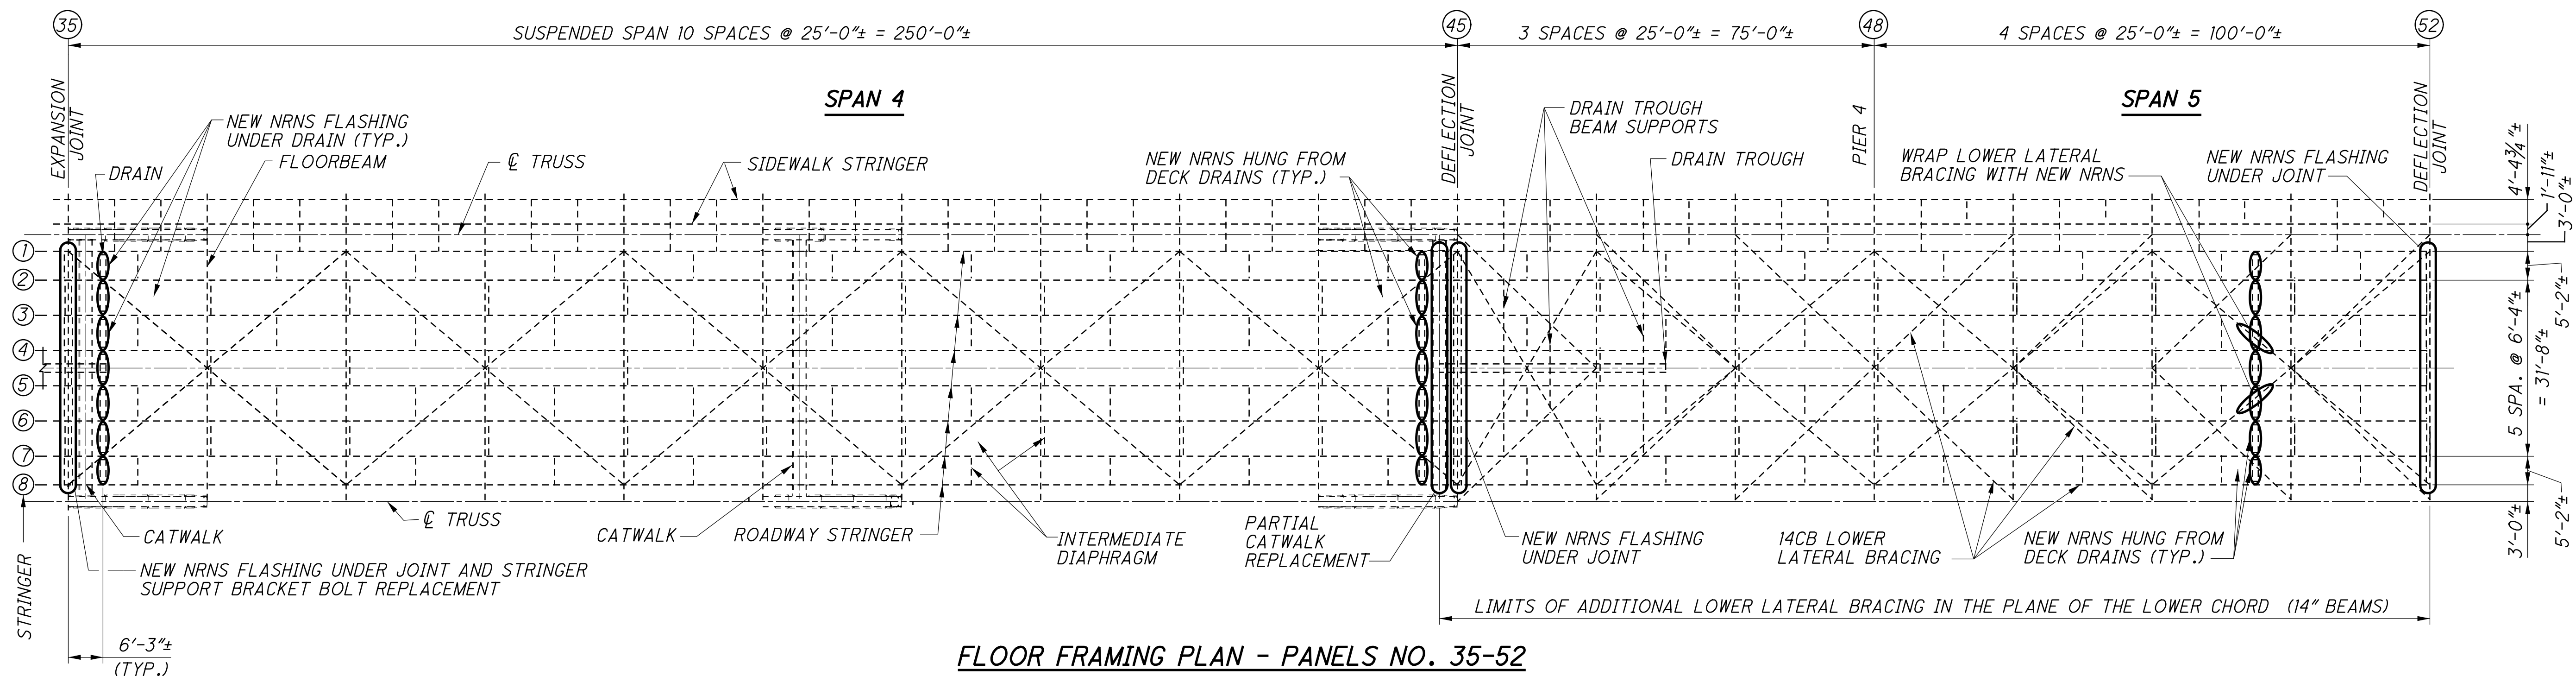 35
45
48
52
SUSPENDED SPAN 10 SPACES @ 25'-0"± = 250'-0"±
3 SPACES @ 25'-0"± = 75'-0"±
4 SPACES @ 25'-0"± = 100'-0"±
EXPANSION
JOINT
SPAN 4
DEFLECTION
JOINT
PIER 4
SPAN 5
DEFLECTION
JOINT
NEW NRNS FLASHING
UNDER DRAIN (TYP.)
FLOORBEAM
DRAIN
℄ TRUSS
SIDEWALK STRINGER
NEW NRNS HUNG FROM
DECK DRAINS (TYP.)
DRAIN TROUGH
BEAM SUPPORTS
DRAIN TROUGH
WRAP LOWER LATERAL
BRACING WITH NEW NRNS
NEW NRNS FLASHING
UNDER JOINT
4'-4¾"±
1'-11"±
3'-0"±
1
2
3
4
5
6
7
8
5'-2"±
5 SPA. @ 6'-4"±
= 31'-8"±
5'-2"±
3'-0"±
STRINGER
CATWALK
℄ TRUSS
NEW NRNS FLASHING UNDER JOINT AND STRINGER
SUPPORT BRACKET BOLT REPLACEMENT
CATWALK
ROADWAY STRINGER
INTERMEDIATE
DIAPHRAGM
PARTIAL
CATWALK
REPLACEMENT
NEW NRNS FLASHING
UNDER JOINT
14CB LOWER
LATERAL BRACING
NEW NRNS HUNG FROM
DECK DRAINS (TYP.)
LIMITS OF ADDITIONAL LOWER LATERAL BRACING IN THE PLANE OF THE LOWER CHORD (14" BEAMS)
6'-3"±
(TYP.)
FLOOR FRAMING PLAN - PANELS NO. 35-52